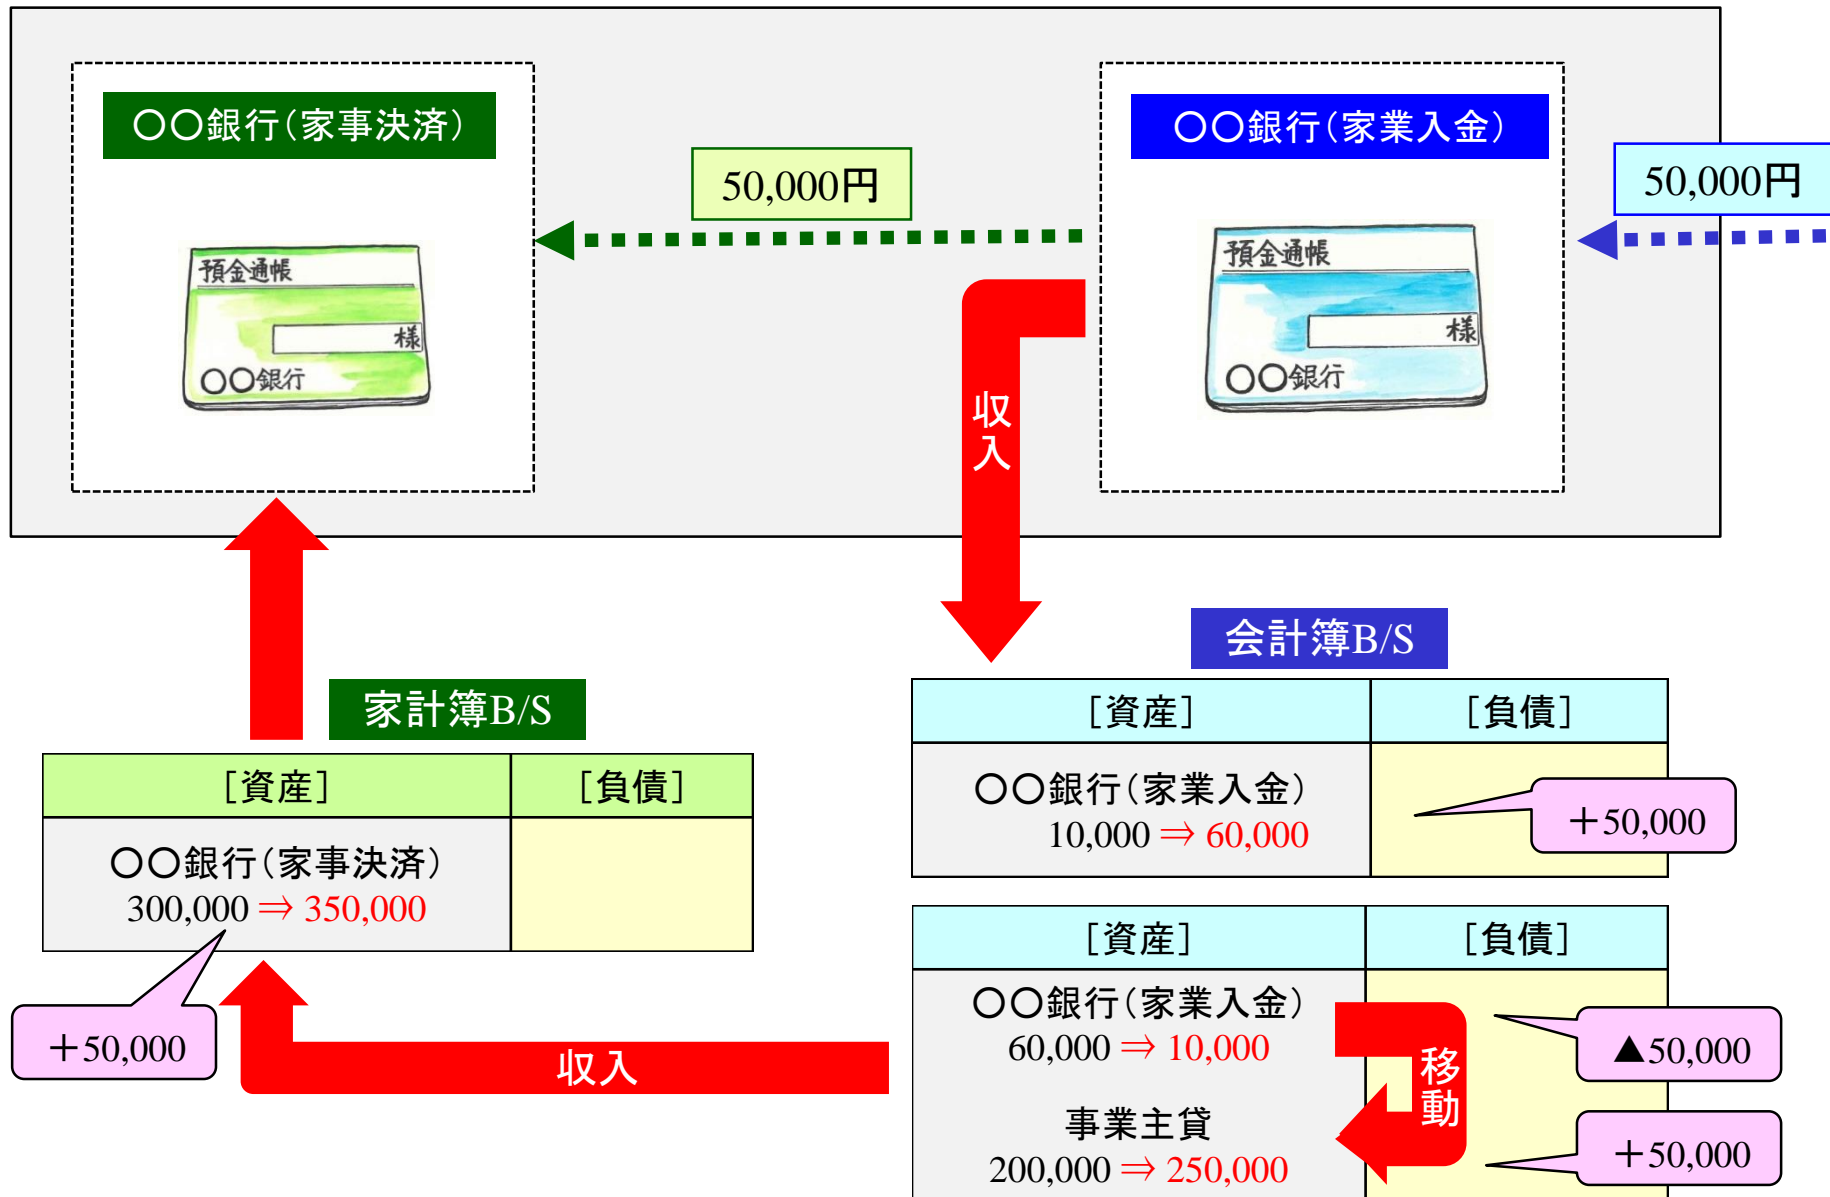 〇〇銀行（家事決済）
〇〇銀行（家業入金）
50,000円
50,000円
預金通帳
様
〇〇銀行
預金通帳
様
〇〇銀行
収入
会計簿B/S
家計簿B/S
［資産］ ［負債］
〇〇銀行（家業入金）
10,000 ⇒ 60,000
＋50,000
［資産］ ［負債］
〇〇銀行（家事決済）
300,000 ⇒ 350,000
＋50,000
収入
［資産］ ［負債］
〇〇銀行（家業入金）
60,000 ⇒ 10,000
移動
▲50,000
事業主貸
200,000 ⇒ 250,000
＋50,000